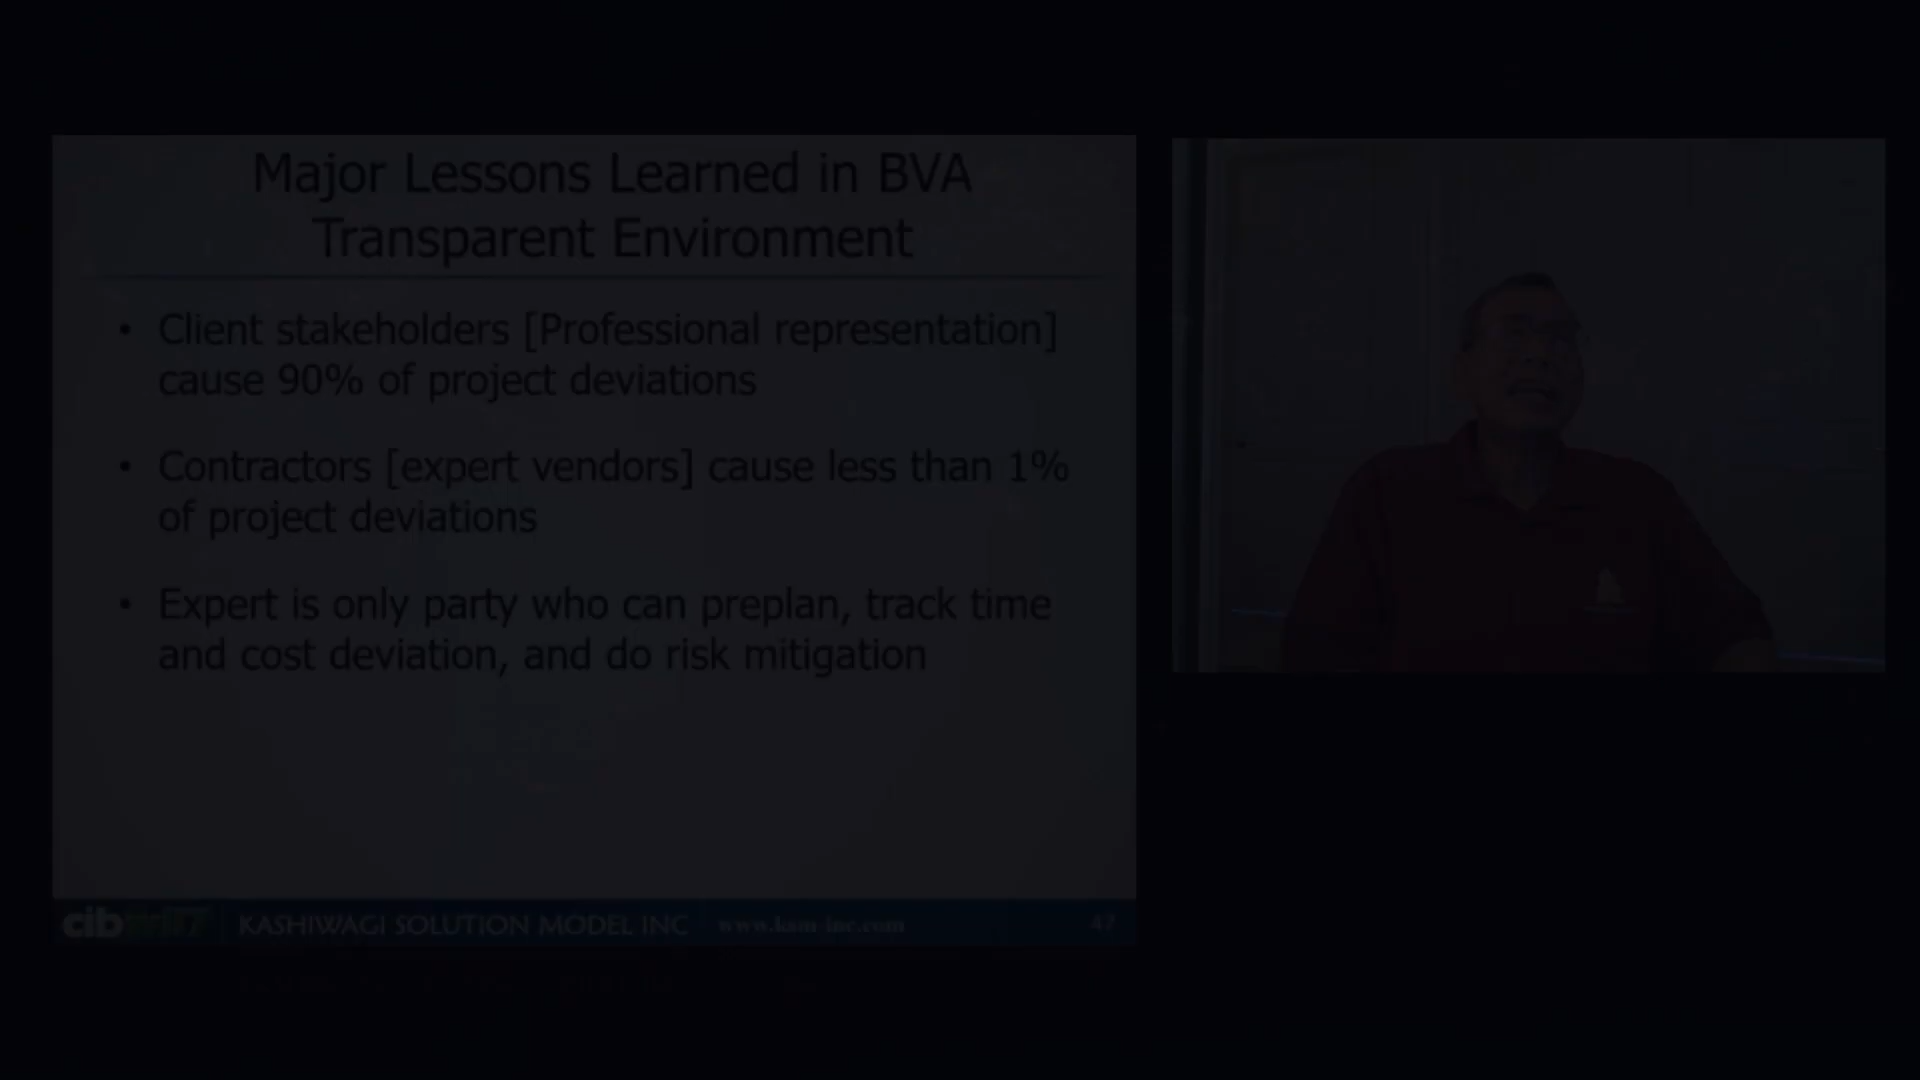 Major Lessons Learned in BVA
Transparent Environment
• Client stakeholders [Professional representation]
cause 90% of project deviations
• Contractors [expert vendors] cause less than 1%
of project deviations
• Expert is only party who can preplan, track time
and cost deviation, and do risk mitigation
cib W117 KASHIWAGI SOLUTION MODEL INC www.ksm-inc.com 47